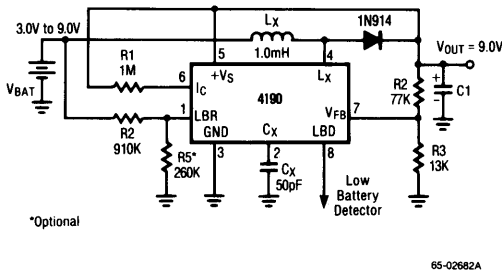 Lx
1N914
3.0V to 9.0V
1.0mH
VOUT = 9.0V
R1
1M
5
+VS
4
LX
6
IC
VBAT
4190
R2
77K
C1
+
–
1
LBR
VFB
7
R2
910K
GND
CX
LBD
R5*
260K
3
2
8
CX
50pF
R3
13K
Low
Battery
Detector
*Optional
65-02682A